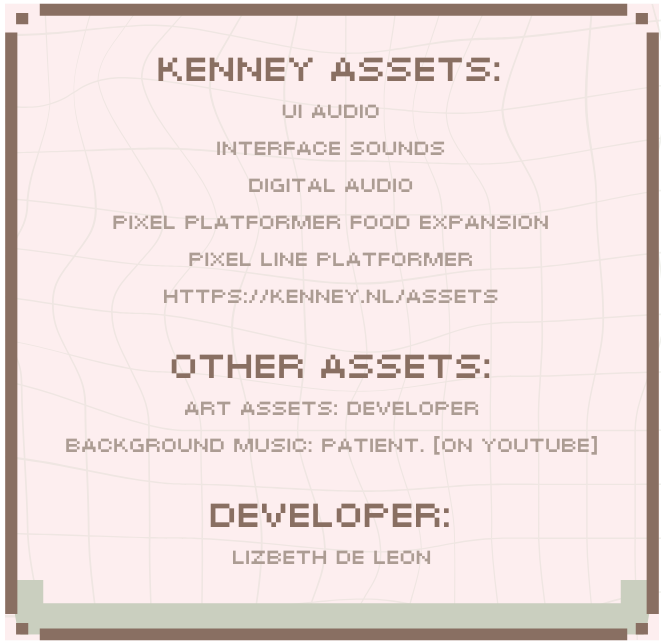 KENNEY ASSETS:
UI AUDIO
INTERFACE SOUNDS
DIGITAL AUDIO
PIXEL PLATFORMER FOOD EXPANSION
PIXEL LINE PLATFORMER
HTTPS://KENNEY.NL/ASSETS
OTHER ASSETS:
ART ASSETS: DEVELOPER
BACKGROUND MUSIC: PATIENT. [ON YOUTUBE]
DEVELOPER:
LIZBETH DE LEON